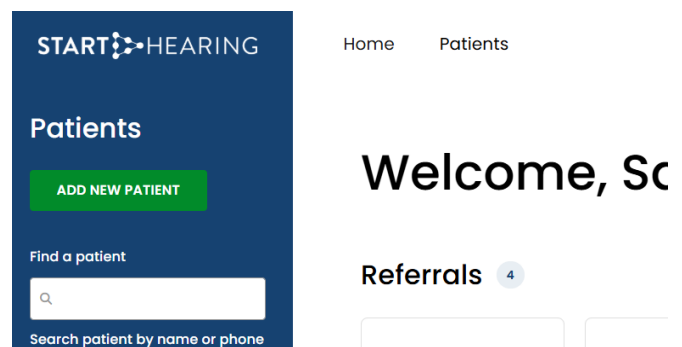 START HEARING
Home Patients
Patients
ADD NEW PATIENT
Find a patient
Search patient by name or phone
Welcome,
Referrals 4